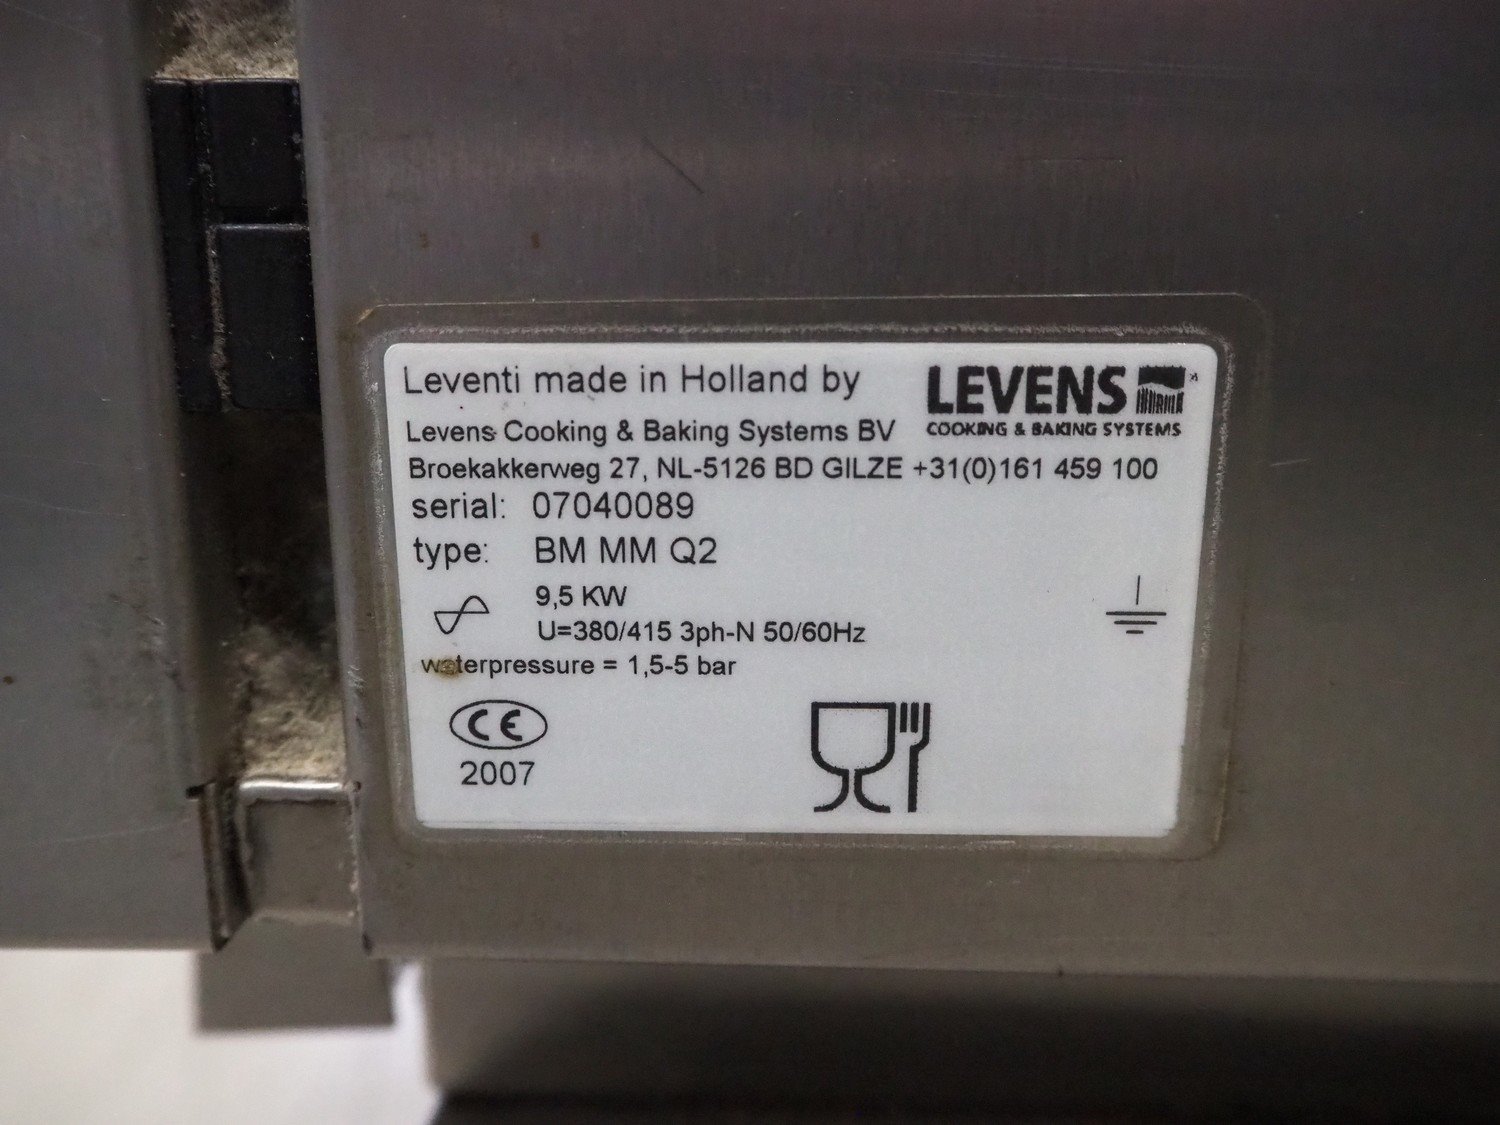 Leventi made in Holland by
LEVENS
COOKING & BAKING SYSTEMS
Levens Cooking & Baking Systems BV
Broekakkerweg 27, NL-5126 BD GILZE +31(0)161 459 100
serial: 07040089
type: BM MM Q2
9,5 KW
U=380/415 3ph-N 50/60Hz
waterpressure = 1,5-5 bar
CE
2007